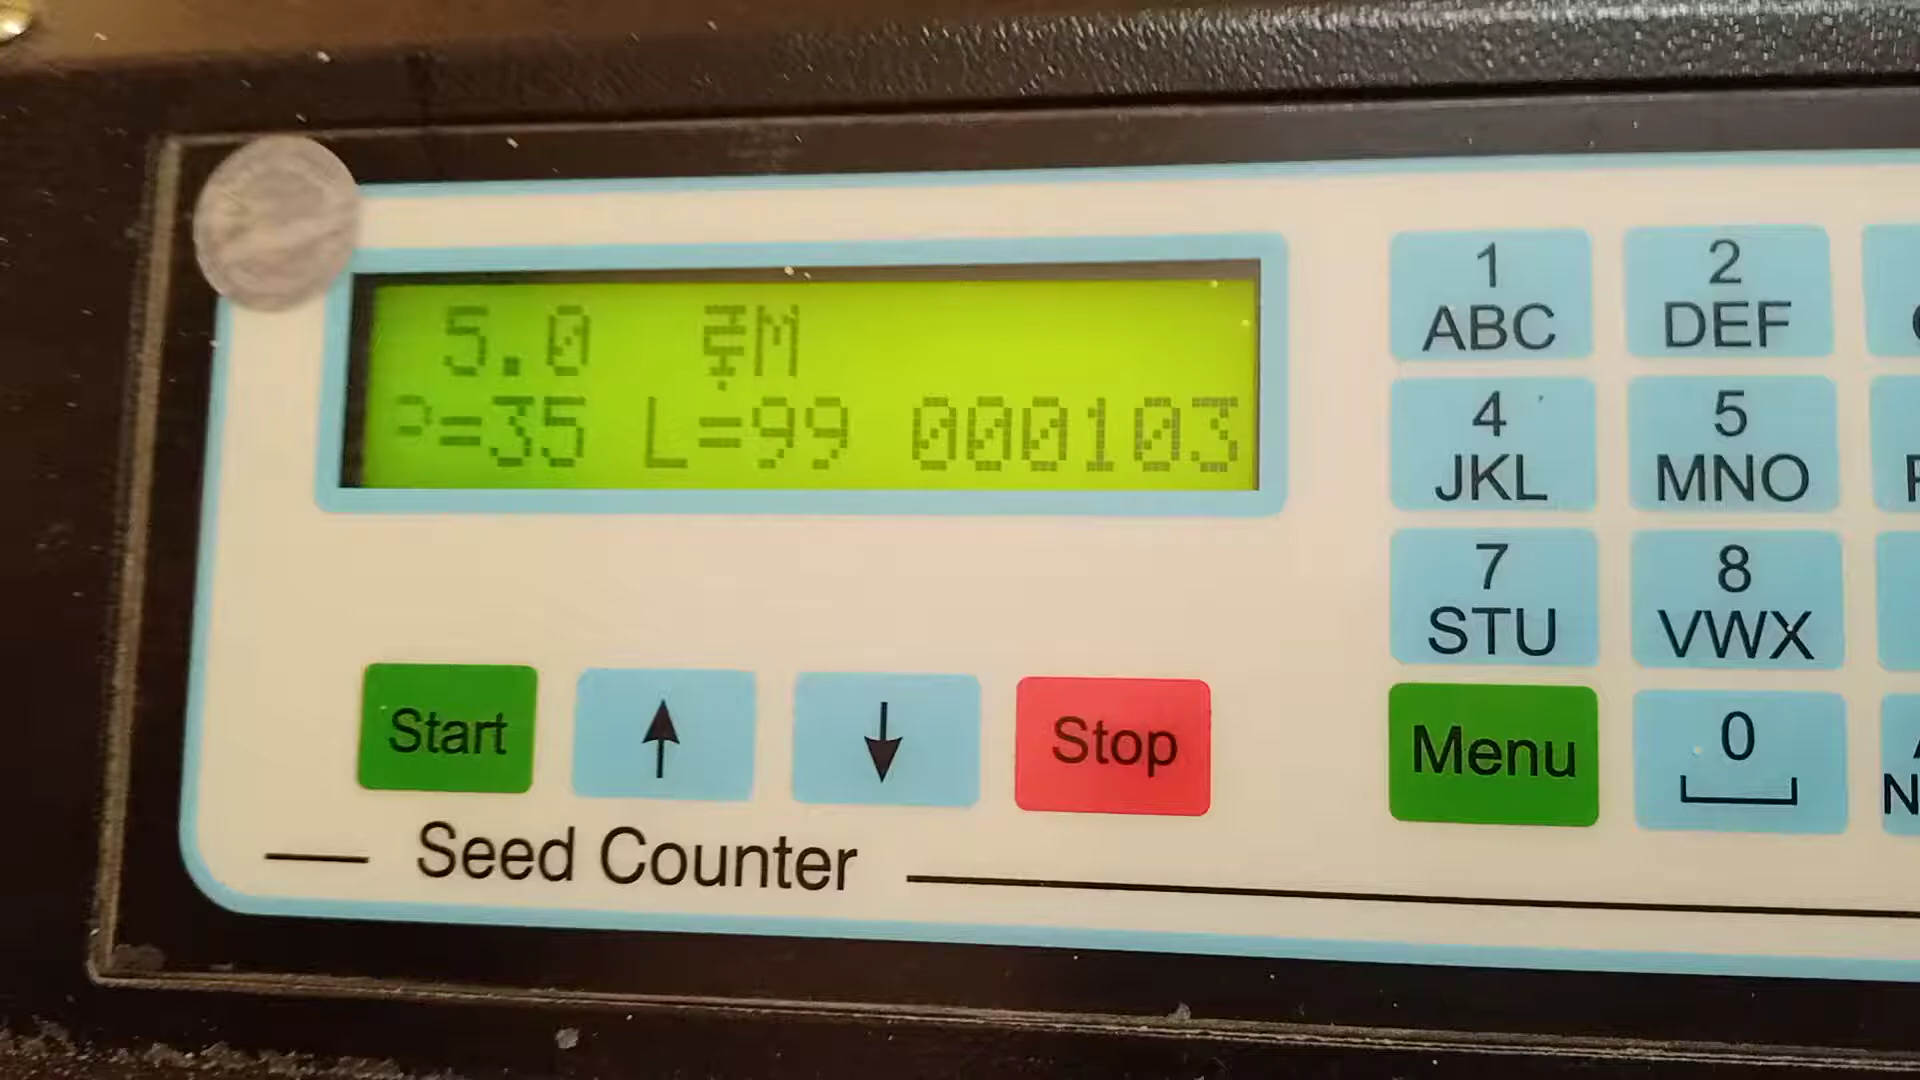 5.0
P=35 L=99 000103
Start
Stop
Seed Counter
1
ABC
2
DEF
4
JKL
5
MNO
7
STU
8
VWX
Menu
0